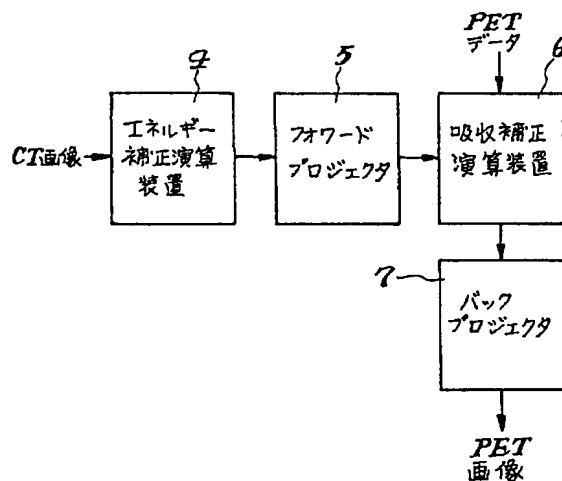 PET
データ
4
5
6
CT画像
エネルギー
補正演算
装置
フオワード
プロジェクタ
吸収補正
演算装置
7
バック
プロジェクタ
PET
画像